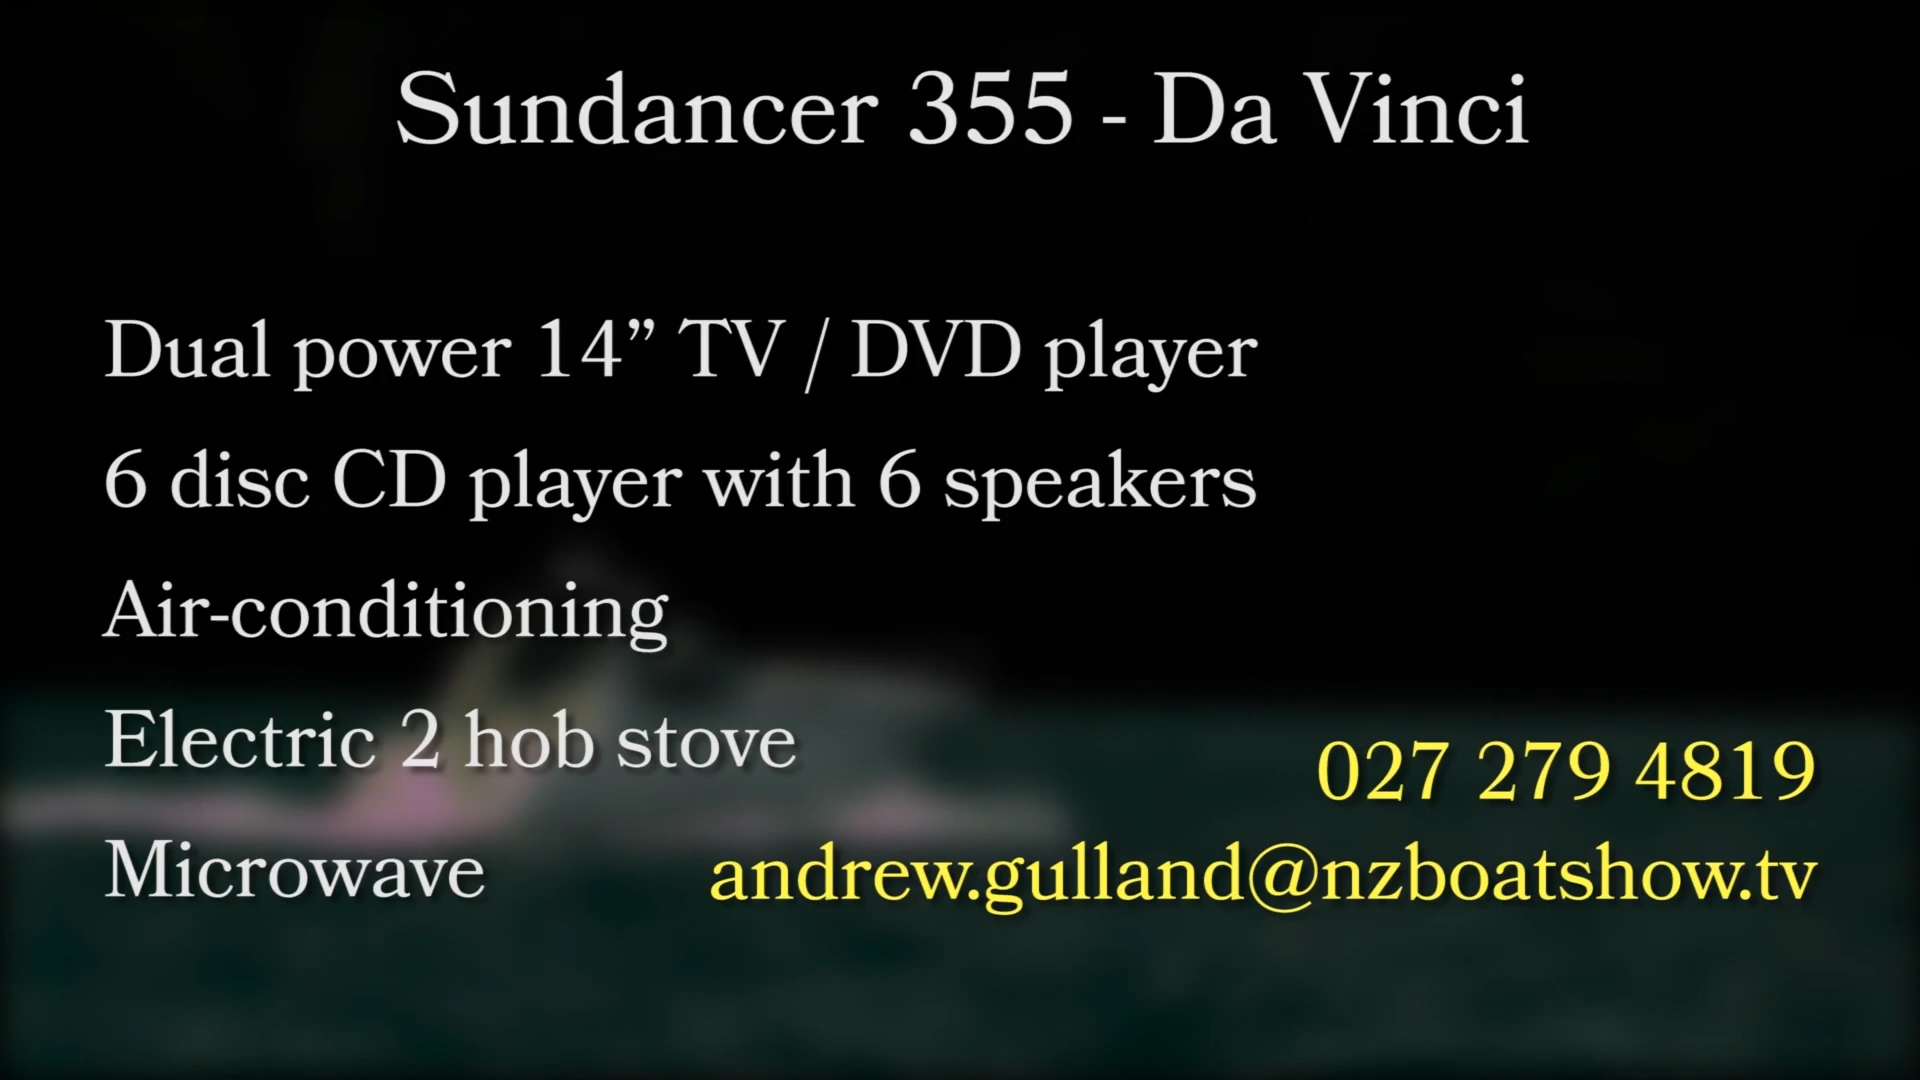 Sundancer 355 - Da Vinci
Dual power 14” TV / DVD player
6 disc CD player with 6 speakers
Air-conditioning
Electric 2 hob stove
027 279 4819
Microwave
andrew.gulland@nzboatshow.tv